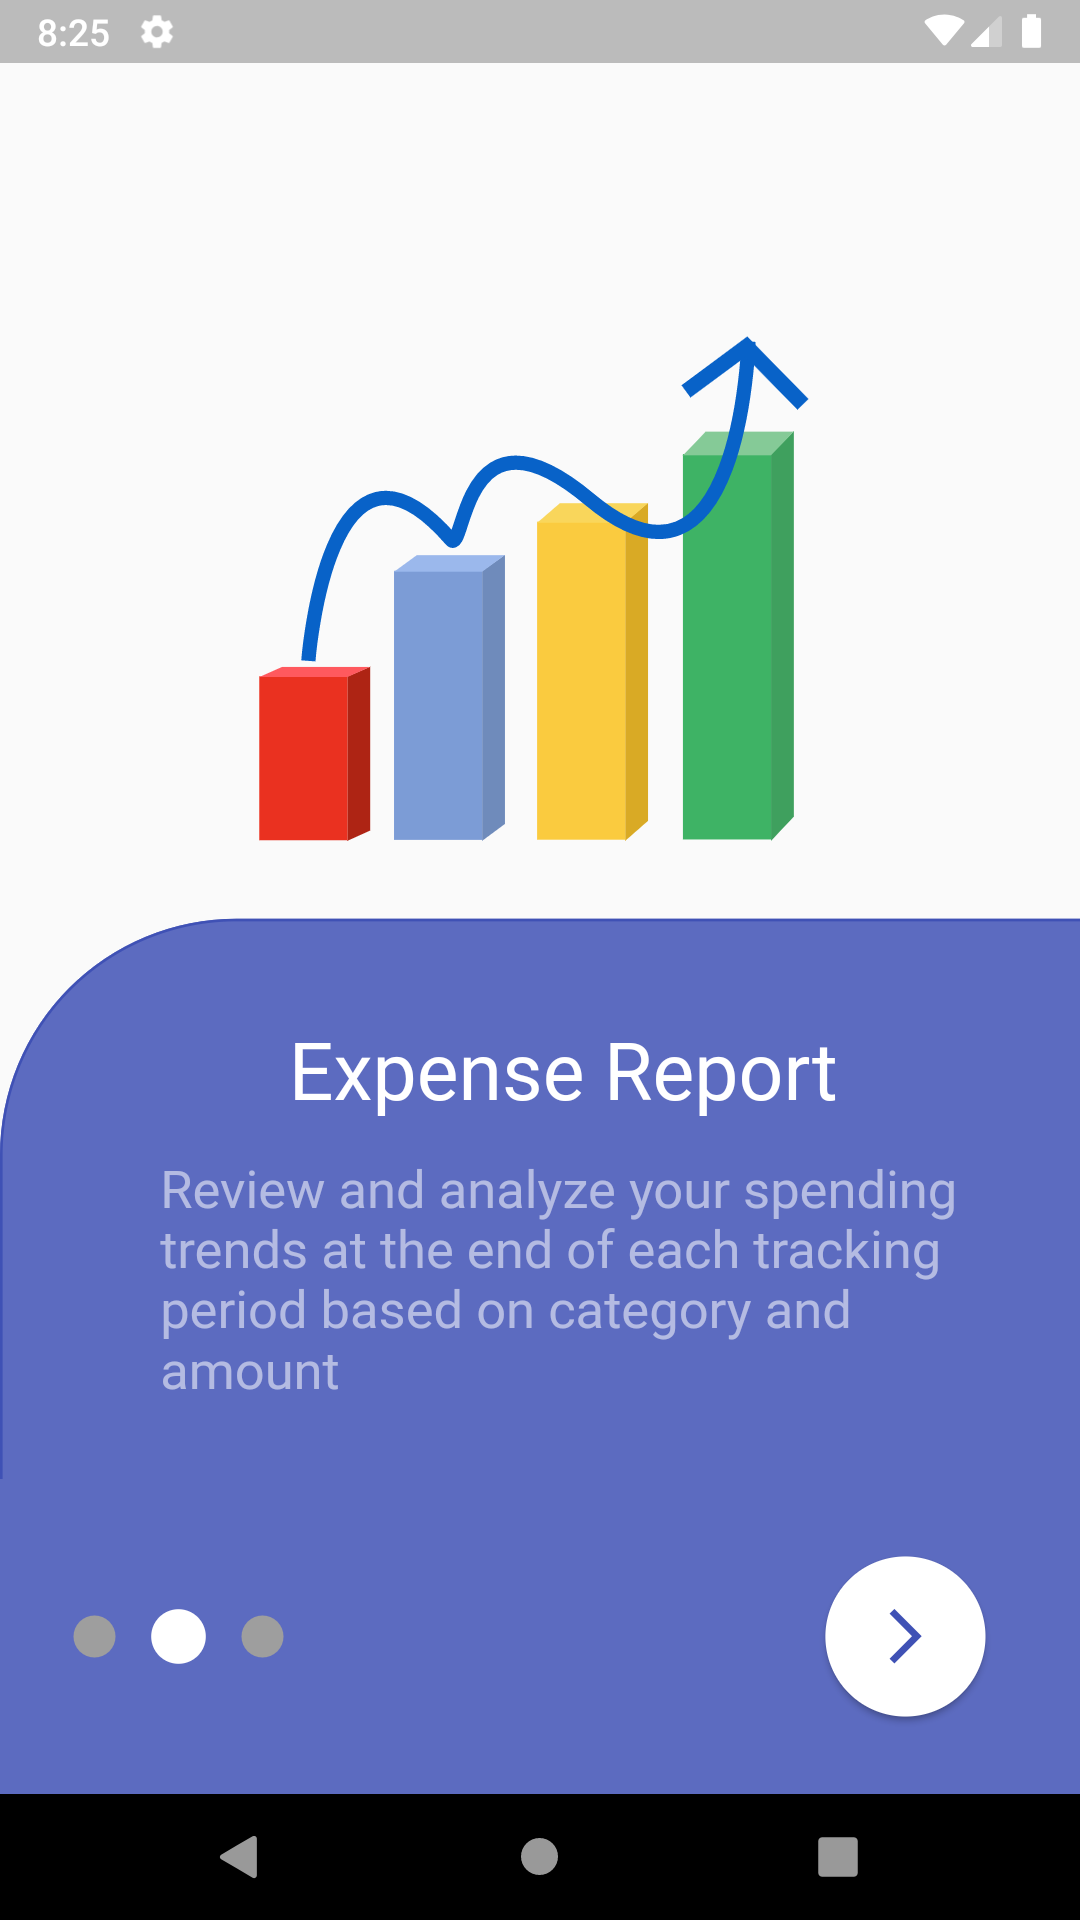 8:25
Expense Report
Review and analyze your spending
trends at the end of each tracking
period based on category and
amount